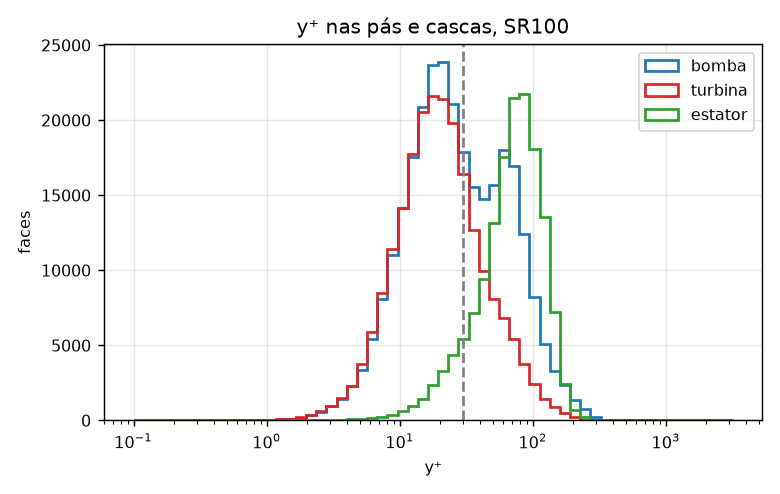 y⁺ nas pás e cascas, SR100
25000
20000
15000
10000
5000
0
faces
bomba
turbina
estator
10⁻¹
10⁰
10¹
10²
10³
y⁺